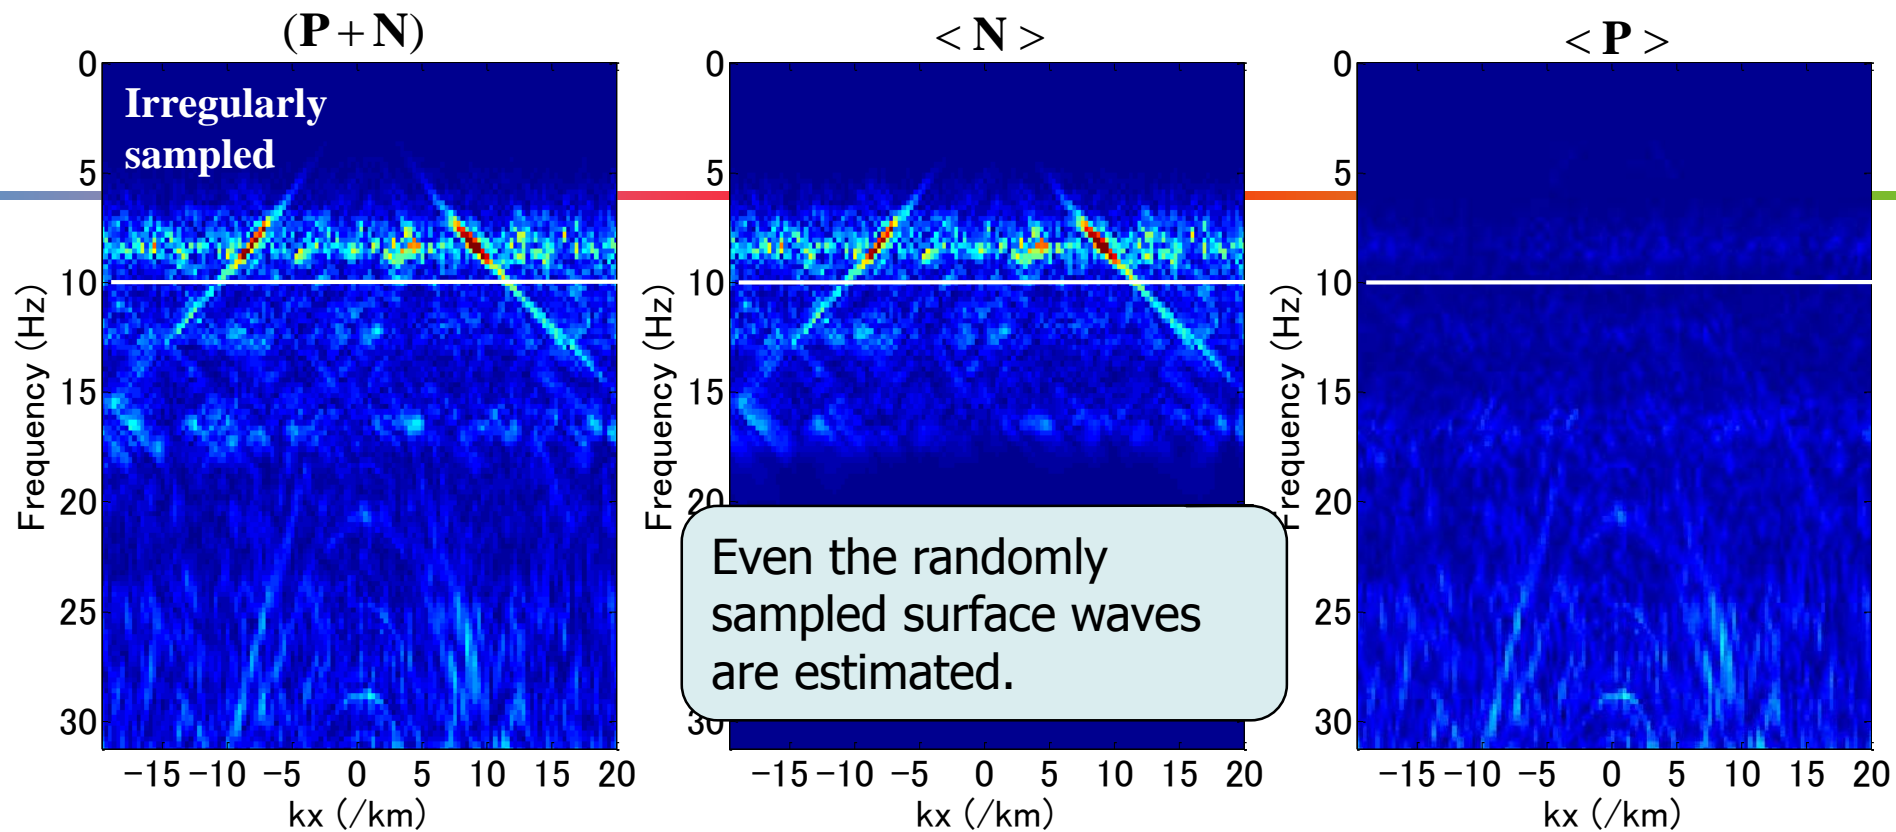 (P + N)
< N >
< P >
Irregularly
sampled
0
5
10
15
20
25
30
Frequency (Hz)
−15 −10 −5 0 5 10 15 20
kx (/km)
0
5
10
15
20
30
Frequency (Hz)
−15 −10 −5 0 5 10 15 20
kx (/km)
0
5
10
15
20
25
30
Frequency (Hz)
−15 −10 −5 0 5 10 15 20
kx (/km)
Even the randomly
sampled surface waves
are estimated.